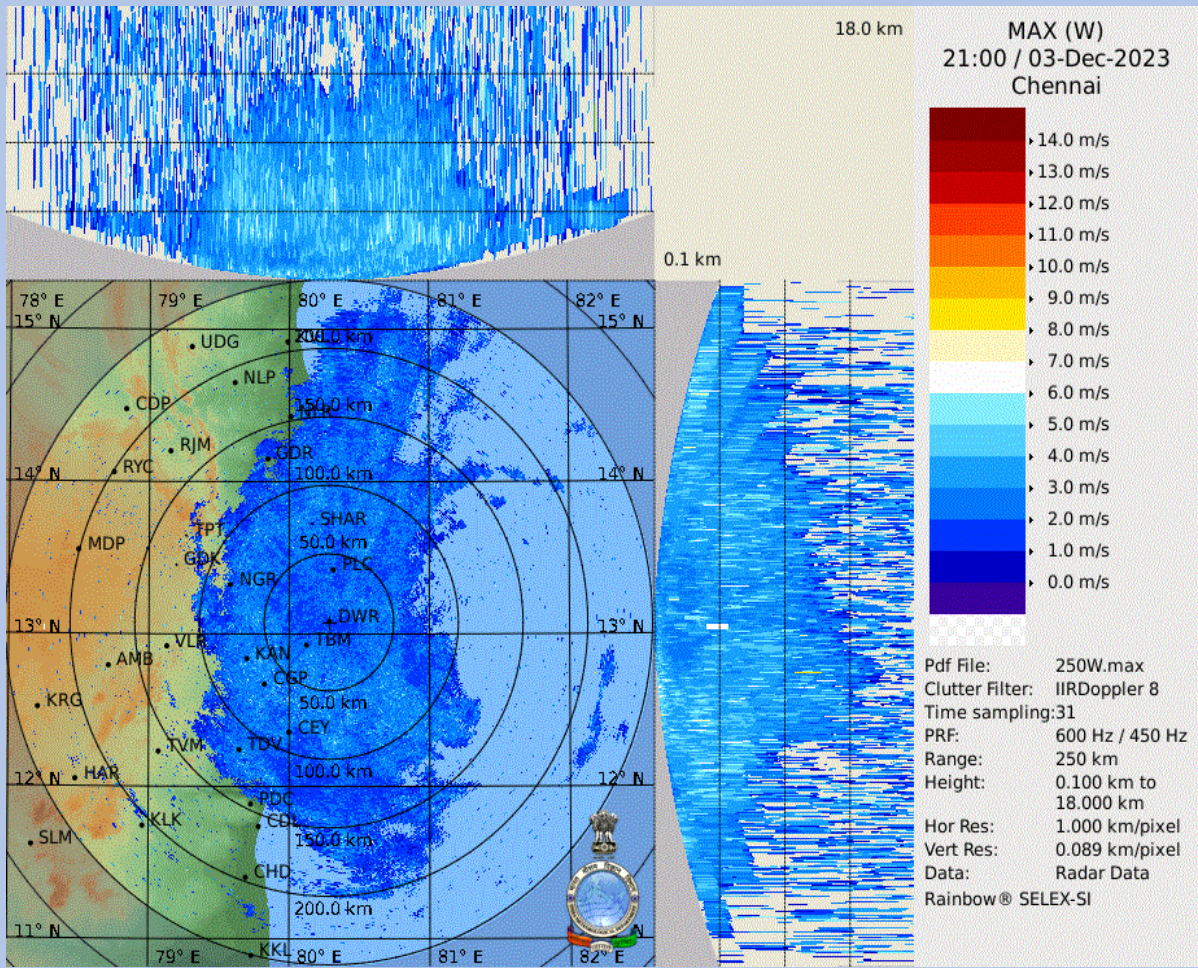 18.0 km
0.1 km
MAX (W)
21:00 / 03-Dec-2023
Chennai
14.0 m/s
13.0 m/s
12.0 m/s
11.0 m/s
10.0 m/s
9.0 m/s
8.0 m/s
7.0 m/s
6.0 m/s
5.0 m/s
4.0 m/s
3.0 m/s
2.0 m/s
1.0 m/s
0.0 m/s
Pdf File: 250W.max
Clutter Filter: IIRDoppler 8
Time sampling:31
PRF: 600 Hz / 450 Hz
Range: 250 km
Height: 0.100 km to
18.000 km
Hor Res: 1.000 km/pixel
Vert Res: 0.089 km/pixel
Data: Radar Data
Rainbow® SELEX-SI
78° E 79° E 80° E 81° E 82° E
15° N 15° N
UDG
200.0 km
NLP
CDP
150.0 km
RJM
GDR
RYC
100.0 km
14° N 14° N
SHAR
TPT
50.0 km
MDP
GDK
PLC
NGR
DWR
13° N 13° N
VLR
TBM
AMB
KAN
CGP
KRG
50.0 km
CEY
TVM
TDV
HAR
100.0 km
12° N 12° N
PDC
KLK
CDL
SLM
150.0 km
CHD
200.0 km
11° N 11° N
KKL
79° E 80° E 81° E 82° E